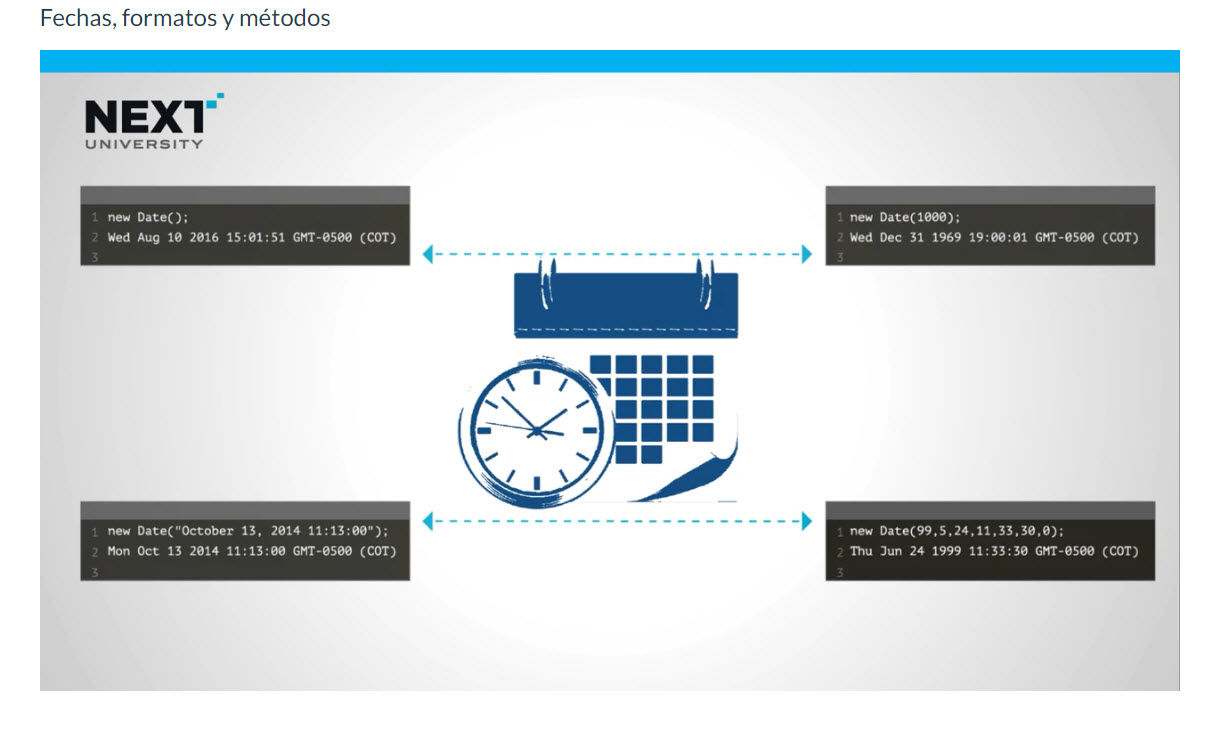 Fechas, formatos y métodos
NEXT
UNIVERSITY
1 new Date();
2 Wed Aug 10 2016 15:01:51 GMT-0500 (COT)
3
1 new Date(1000);
2 Wed Dec 31 1969 19:00:01 GMT-0500 (COT)
3
1 new Date("October 13, 2014 11:13:00");
2 Mon Oct 13 2014 11:13:00 GMT-0500 (COT)
3
1 new Date(99,5,24,11,33,30,0);
2 Thu Jun 24 1999 11:33:30 GMT-0500 (COT)
3